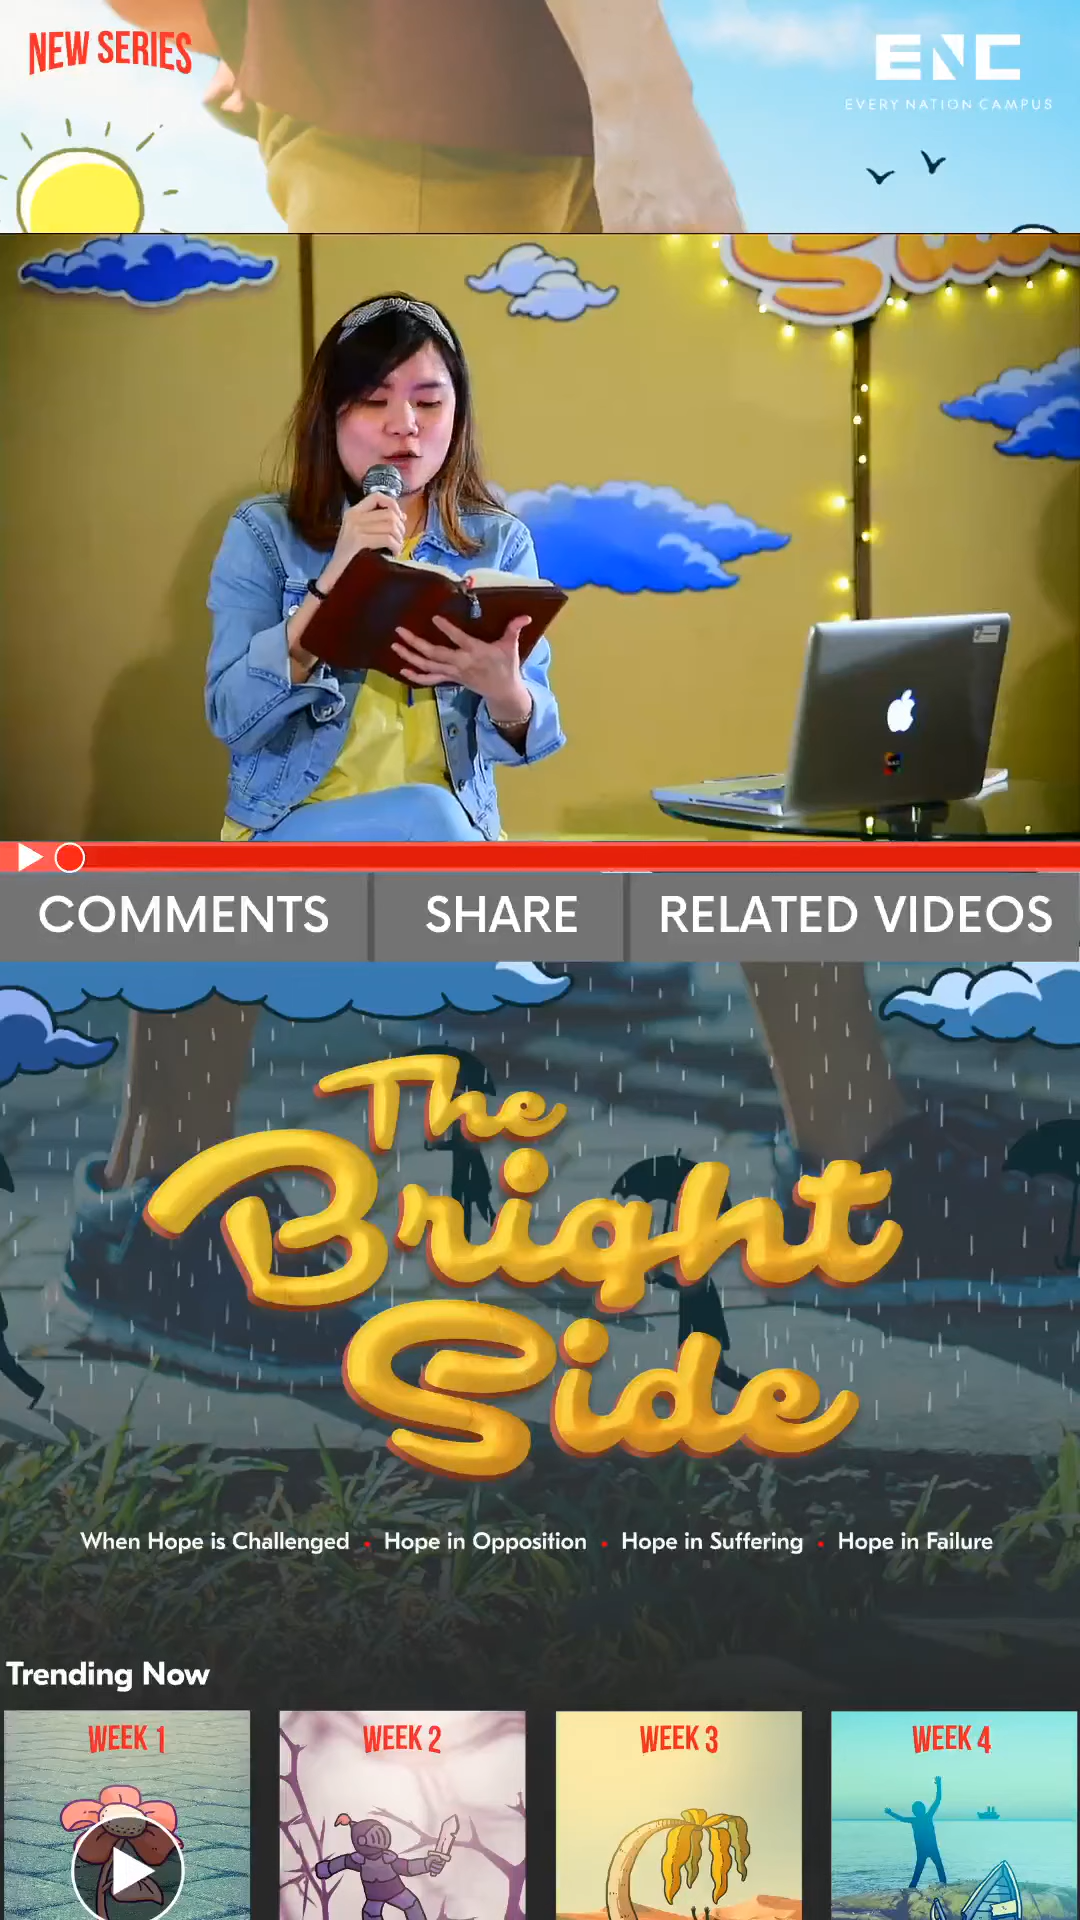 NEW SERIES
ENC
EVERY NATION CAMPUS
COMMENTS
SHARE
RELATED VIDEOS
The
Bright
Side
When Hope is Challenged • Hope in Opposition • Hope in Suffering • Hope in Failure
Trending Now
WEEK 1
WEEK 2
WEEK 3
WEEK 4